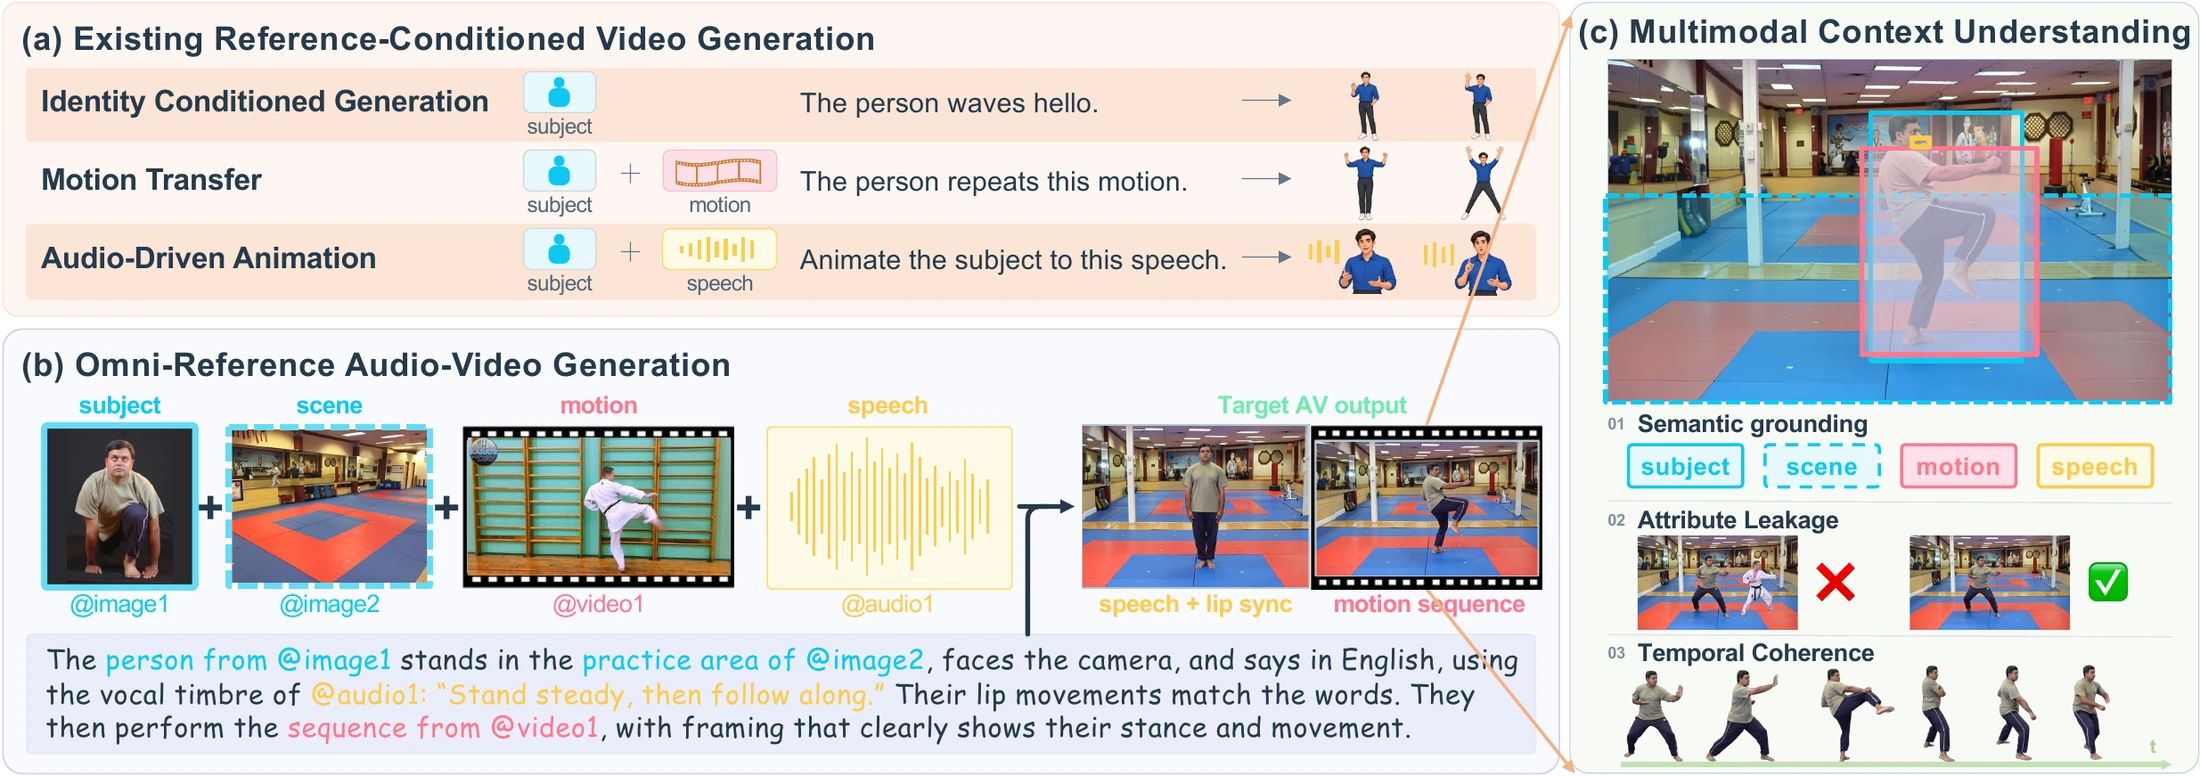 (a) Existing Reference-Conditioned Video Generation
Identity Conditioned Generation
subject
The person waves hello.
Motion Transfer
subject
+
motion
The person repeats this motion.
Audio-Driven Animation
subject
+
speech
Animate the subject to this speech.
(b) Omni-Reference Audio-Video Generation
subject
scene
motion
speech
Target AV output
+
+
+
@image1
@image2
@video1
@audio1
speech + lip sync
motion sequence
The person from @image1 stands in the practice area of @image2, faces the camera, and says in English, using
the vocal timbre of @audio1: “Stand steady, then follow along.” Their lip movements match the words. They
then perform the sequence from @video1, with framing that clearly shows their stance and movement.
(c) Multimodal Context Understanding
01 Semantic grounding
subject
scene
motion
speech
02 Attribute Leakage
03 Temporal Coherence
t